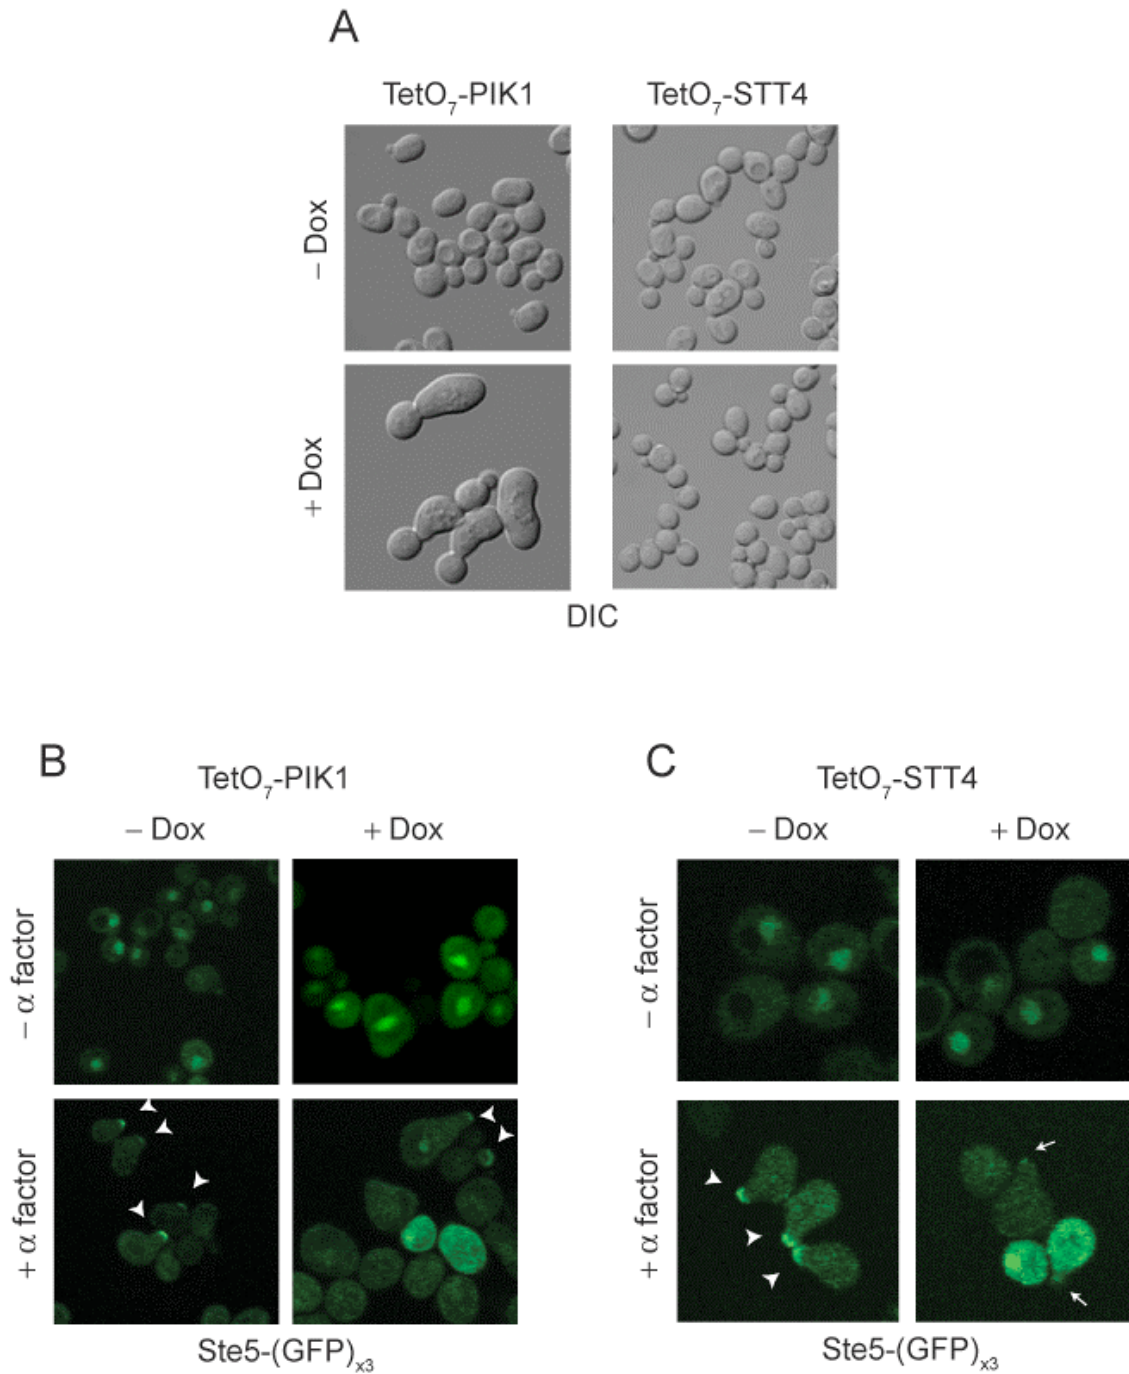 A
TetO₇-PIK1 TetO₇-STT4
– Dox
+ Dox
DIC
B
TetO₇-PIK1
– Dox + Dox
– α factor
+ α factor
Ste5-(GFP)ₓ₃
C
TetO₇-STT4
– Dox + Dox
– α factor
+ α factor
Ste5-(GFP)ₓ₃